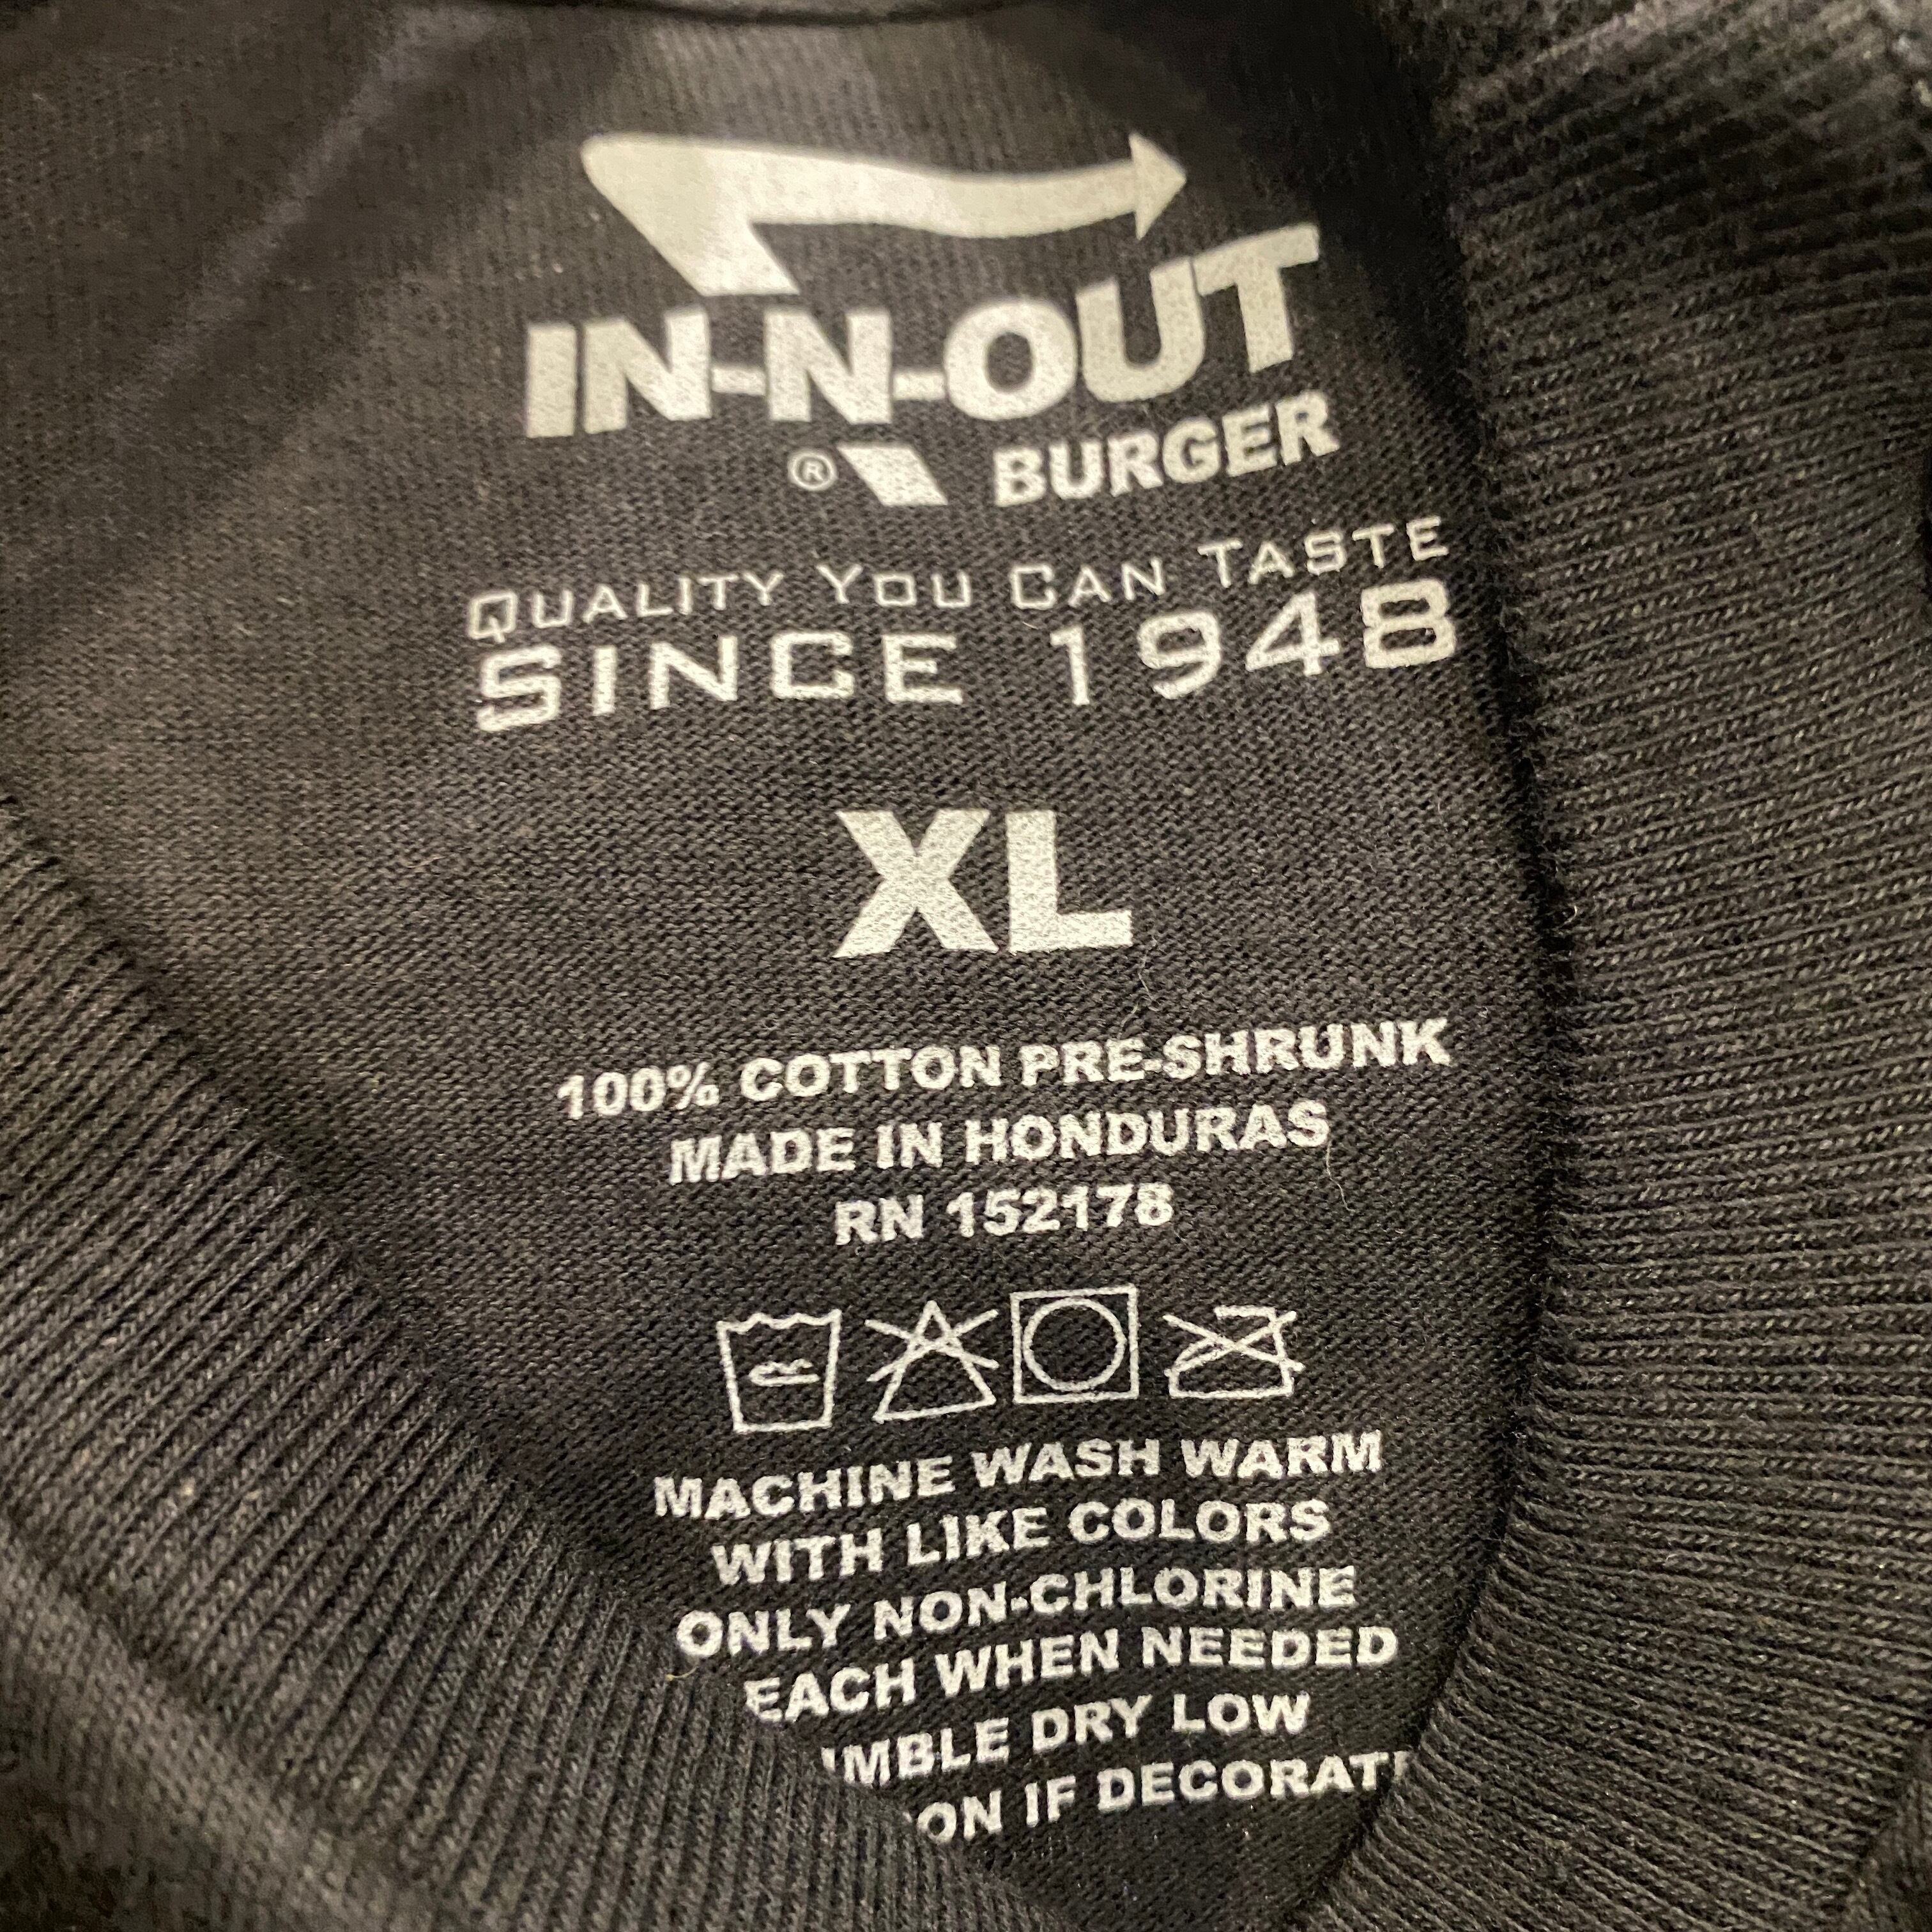 IN-N-OUT
® BURGER
QUALITY YOU CAN TASTE
SINCE 1948
XL
100% COTTON PRE-SHRUNK
MADE IN HONDURAS
RN 152178
MACHINE WASH WARM
WITH LIKE COLORS
ONLY NON-CHLORINE
EACH WHEN NEEDED
MBLE DRY LOW
ON IF DECORAT